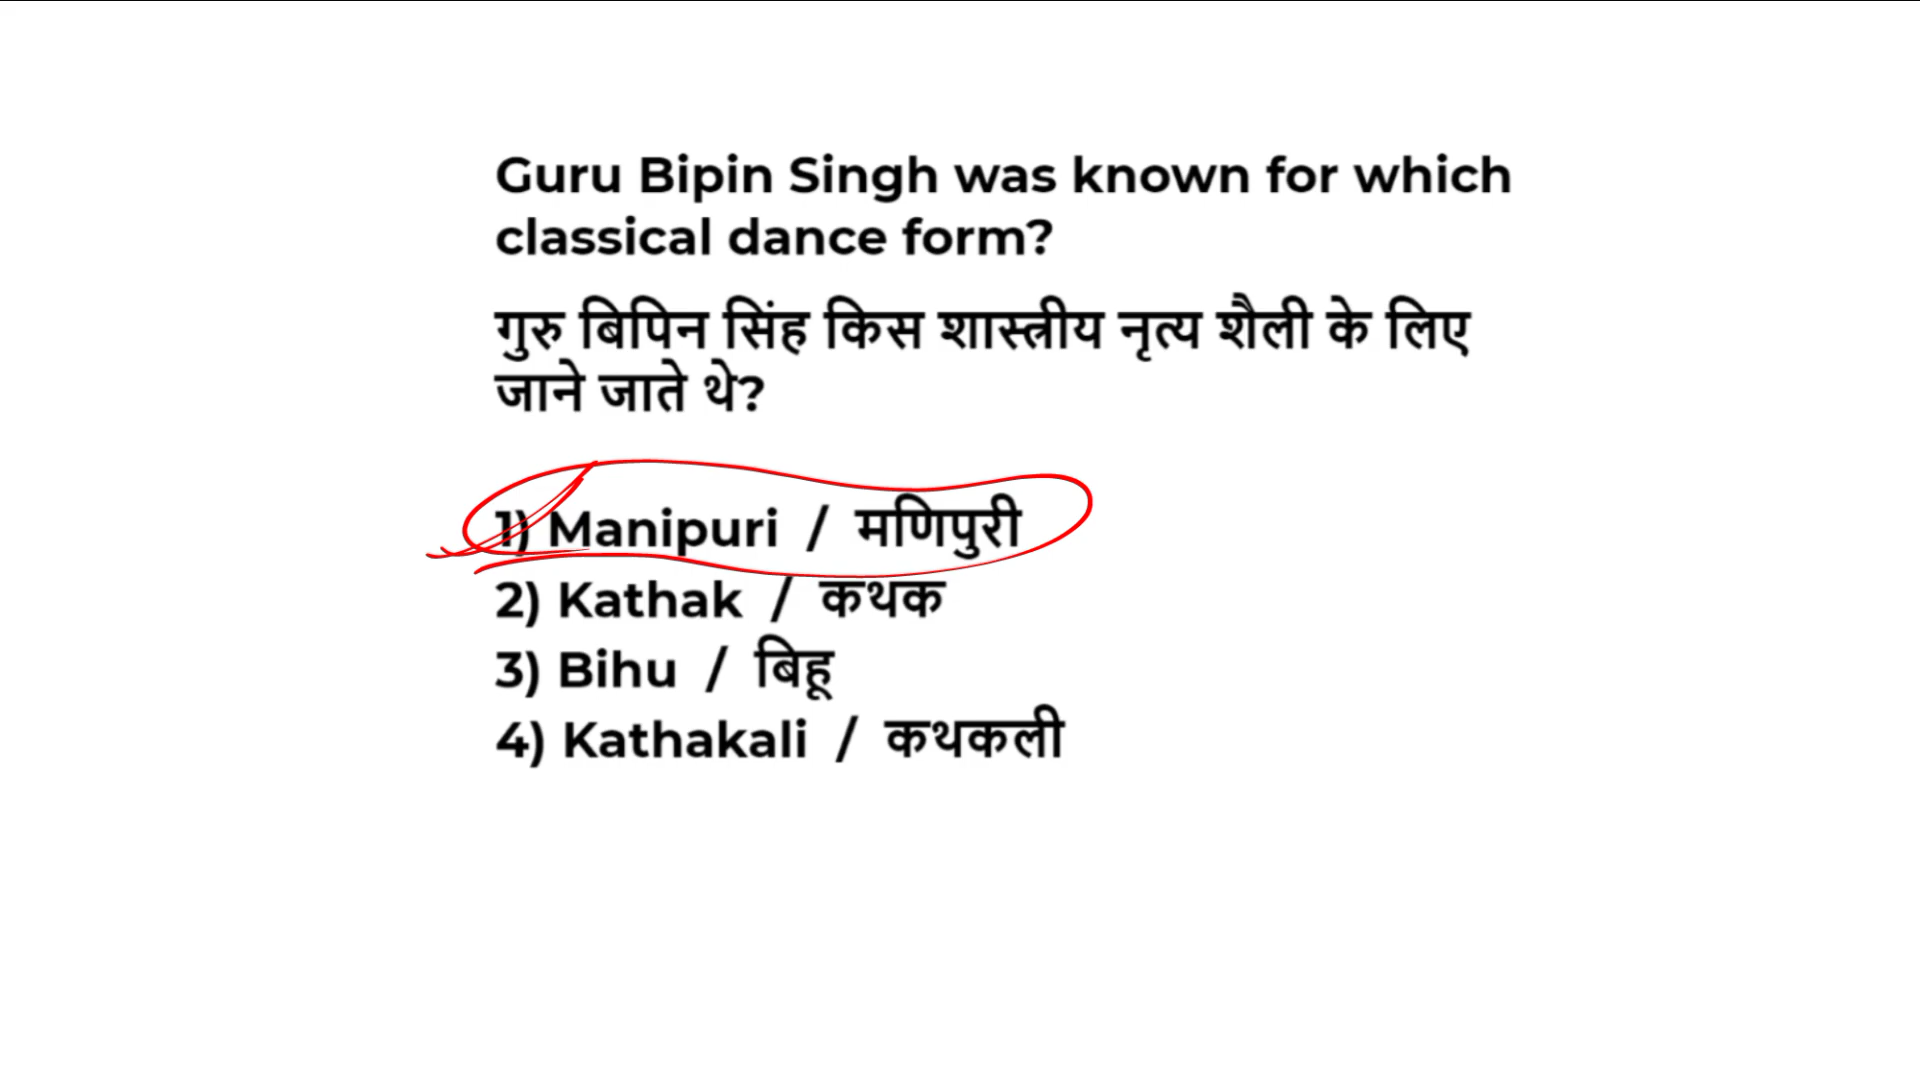 Guru Bipin Singh was known for which
classical dance form?
गुरु बिपिन सिंह किस शास्त्रीय नृत्य शैली के लिए
जाने जाते थे?
1) Manipuri / मणिपुरी
2) Kathak / कथक
3) Bihu / बिहू
4) Kathakali / कथकली